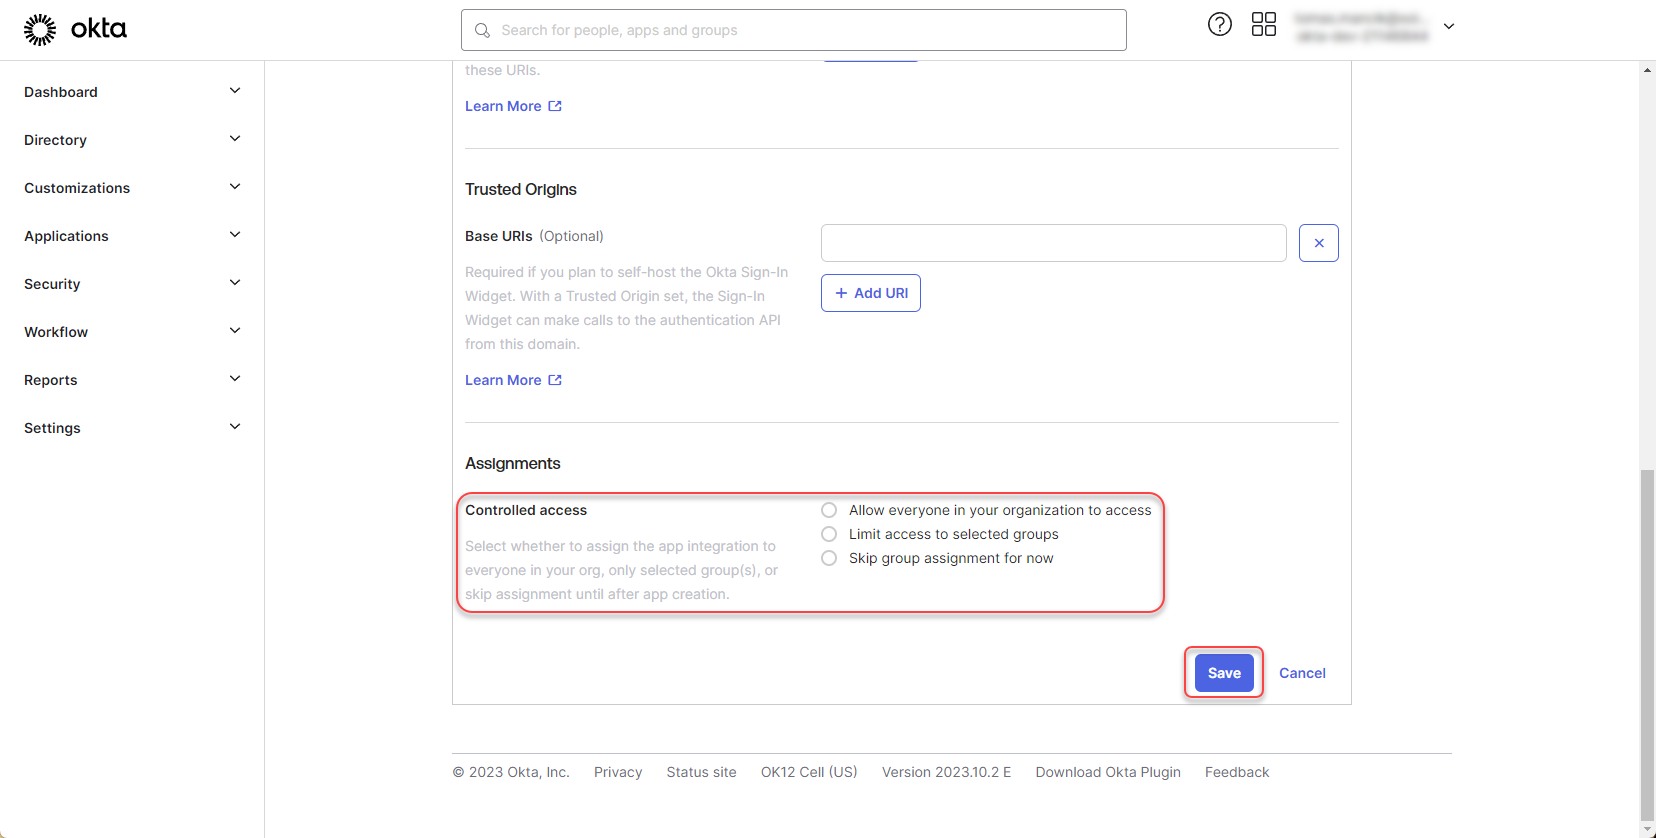 okta
Search for people, apps and groups
Dashboard
Directory
Customizations
Applications
Security
Workflow
Reports
Settings
these URIs.
Learn More
Trusted Origins
Base URIs (Optional)
Required if you plan to self-host the Okta Sign-In
Widget. With a Trusted Origin set, the Sign-In
Widget can make calls to the authentication API
from this domain.
+ Add URI
Learn More
Assignments
Controlled access
Select whether to assign the app integration to
everyone in your org, only selected group(s), or
skip assignment until after app creation.
Allow everyone in your organization to access
Limit access to selected groups
Skip group assignment for now
Save Cancel
© 2023 Okta, Inc. Privacy Status site OK12 Cell (US) Version 2023.10.2 E Download Okta Plugin Feedback